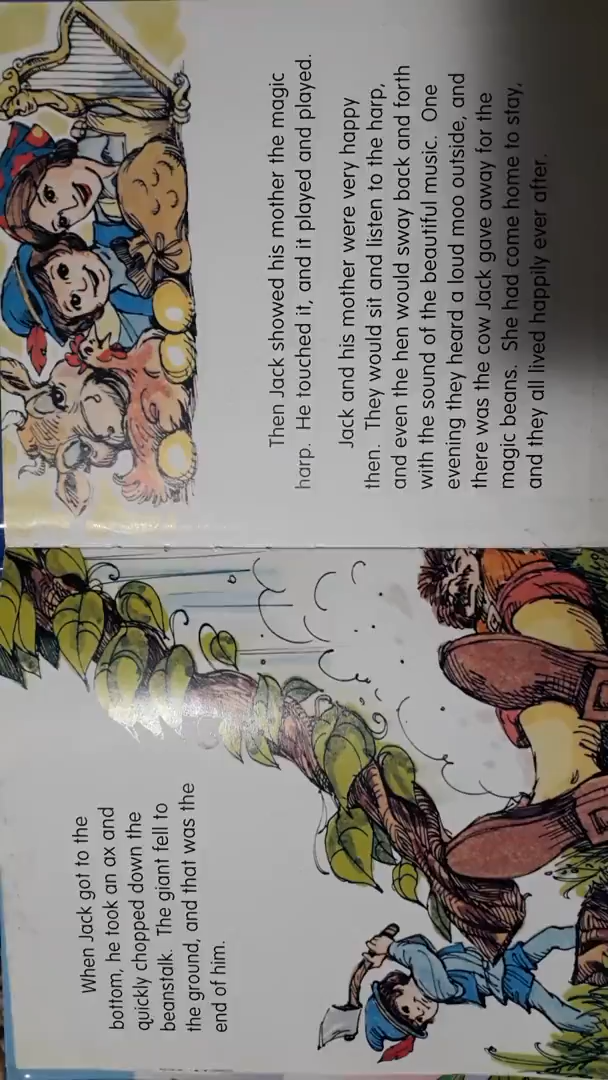 When Jack got to the
bottom, he took an ax and
quickly chopped down the
beanstalk. The giant fell to
the ground, and that was the
end of him.
Then Jack showed his mother the magic
harp. He touched it, and it played and played.
Jack and his mother were very happy
then. They would sit and listen to the harp,
and even the hen would sway back and forth
with the sound of the beautiful music. One
evening they heard a loud moo outside, and
there was the cow Jack gave away for the
magic beans. She had come home to stay,
and they all lived happily ever after.